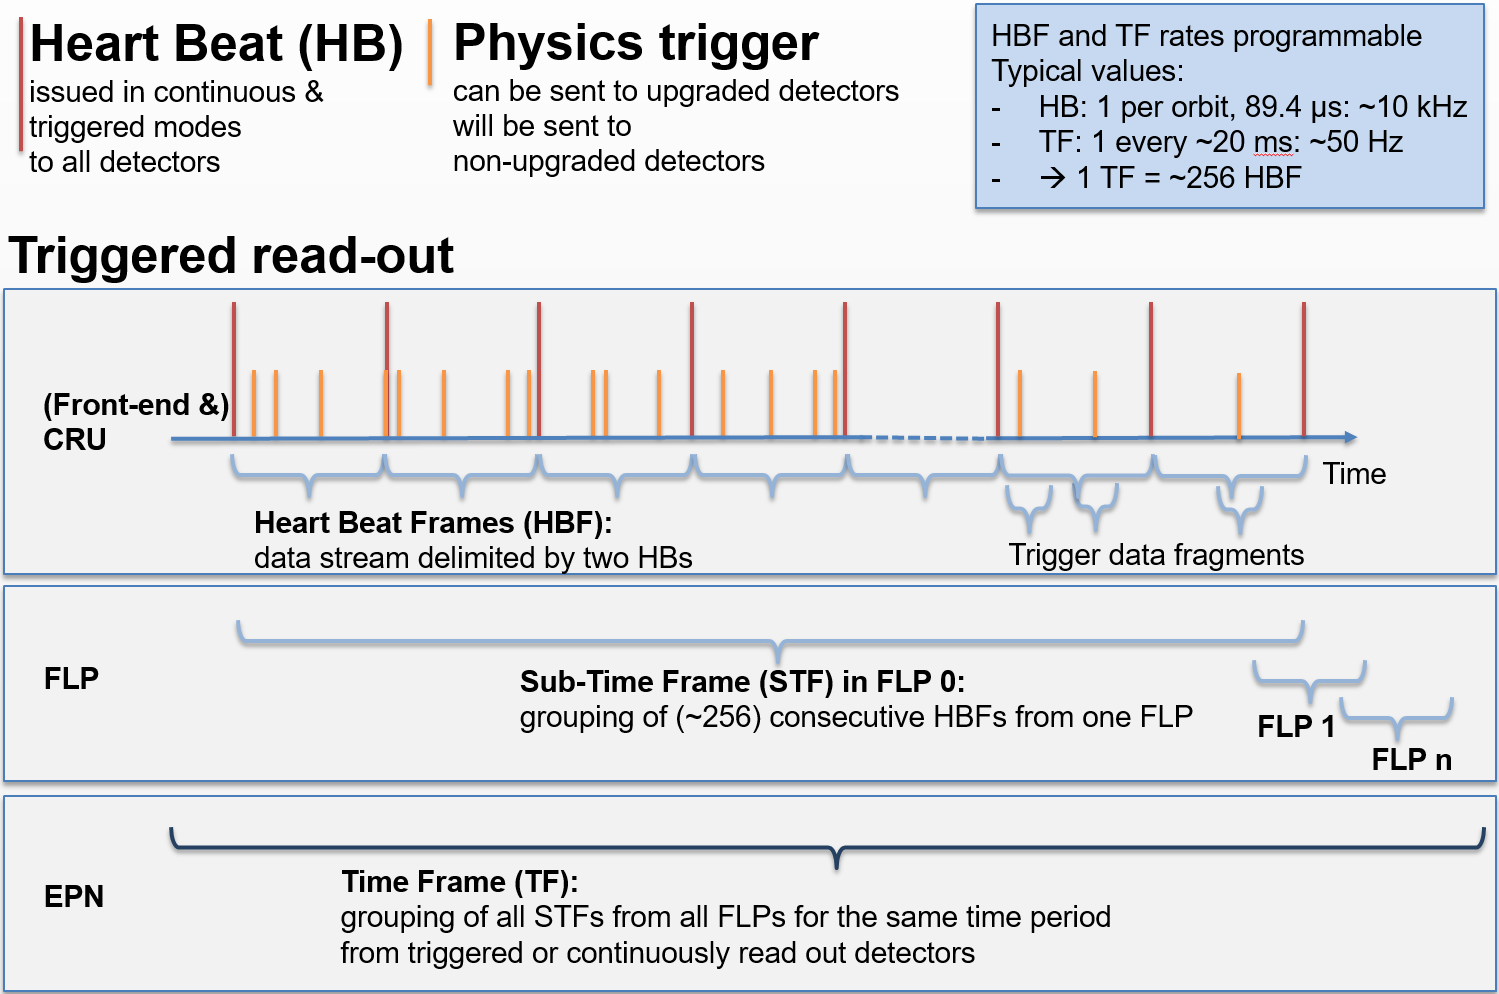 Heart Beat (HB)
issued in continuous &
triggered modes
to all detectors
Physics trigger
can be sent to upgraded detectors
will be sent to
non-upgraded detectors
HBF and TF rates programmable
Typical values:
- HB: 1 per orbit, 89.4 µs: ~10 kHz
- TF: 1 every ~20 ms: ~50 Hz
- → 1 TF = ~256 HBF
Triggered read-out
(Front-end &)
CRU
Time
Heart Beat Frames (HBF):
data stream delimited by two HBs
Trigger data fragments
FLP
Sub-Time Frame (STF) in FLP 0:
grouping of (~256) consecutive HBFs from one FLP
FLP 1
FLP n
EPN
Time Frame (TF):
grouping of all STFs from all FLPs for the same time period
from triggered or continuously read out detectors